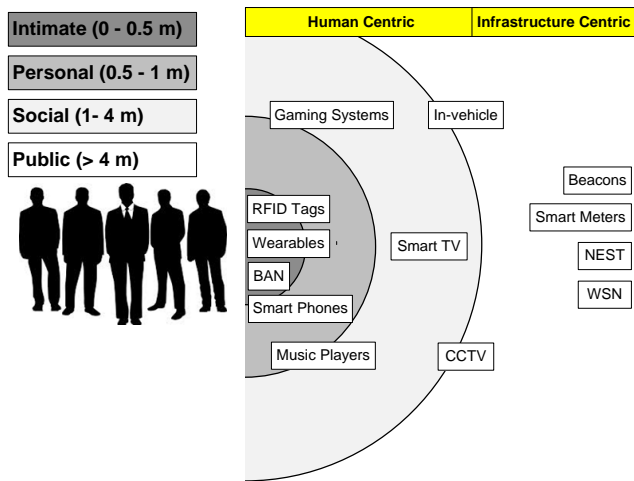 Intimate (0 - 0.5 m)
Personal (0.5 - 1 m)
Social (1- 4 m)
Public (> 4 m)
Human Centric
Infrastructure Centric
Gaming Systems
In-vehicle
Beacons
RFID Tags
Smart Meters
Wearables
Smart TV
NEST
BAN
WSN
Smart Phones
Music Players
CCTV